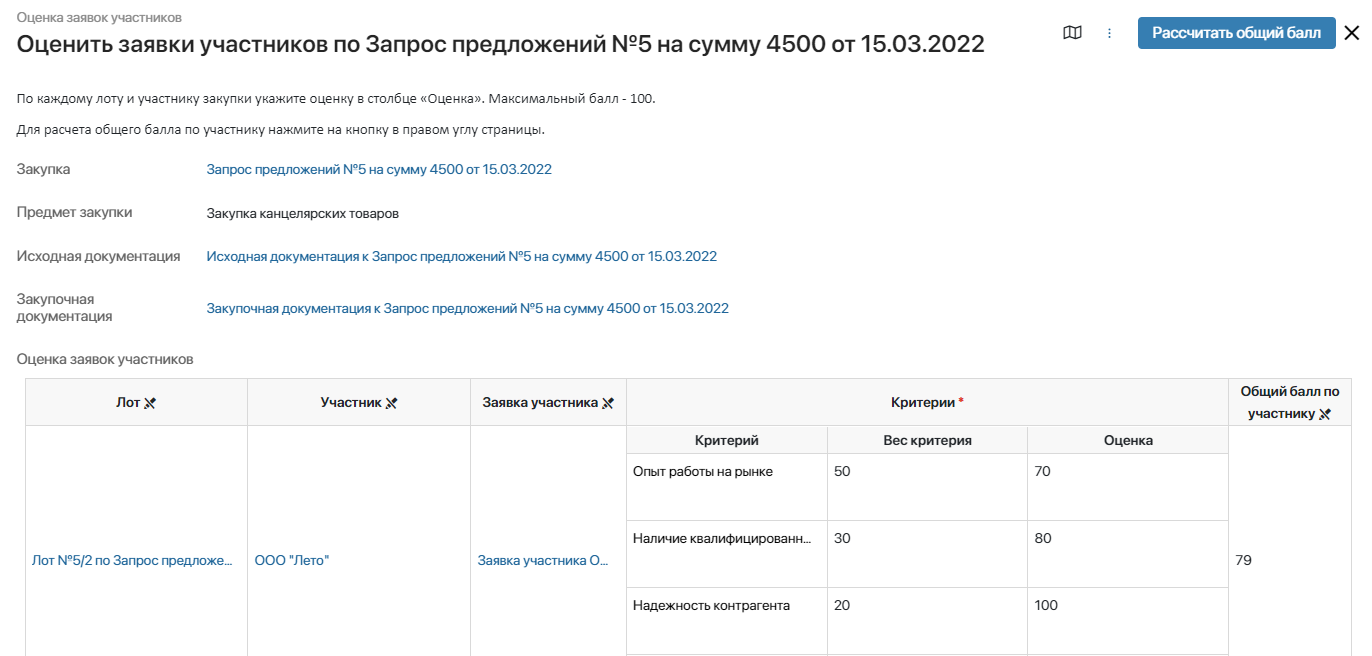 Оценка заявок участников
Оценить заявки участников по Запрос предложений №5 на сумму 4500 от 15.03.2022
Рассчитать общий балл
По каждому лоту и участнику закупки укажите оценку в столбце «Оценка». Максимальный балл - 100.
Для расчета общего балла по участнику нажмите на кнопку в правом углу страницы.
Закупка
Запрос предложений №5 на сумму 4500 от 15.03.2022
Предмет закупки
Закупка канцелярских товаров
Исходная документация
Исходная документация к Запрос предложений №5 на сумму 4500 от 15.03.2022
Закупочная
документация
Закупочная документация к Запрос предложений №5 на сумму 4500 от 15.03.2022
Оценка заявок участников
Лот
Участник
Заявка участника
Критерии *
Общий балл по
участнику
Критерий
Вес критерия
Оценка
Лот №5/2 по Запрос предложе...
ООО "Лето"
Заявка участника О...
Опыт работы на рынке
50
70
Наличие квалифицированн...
30
80
Надежность контрагента
20
100
79